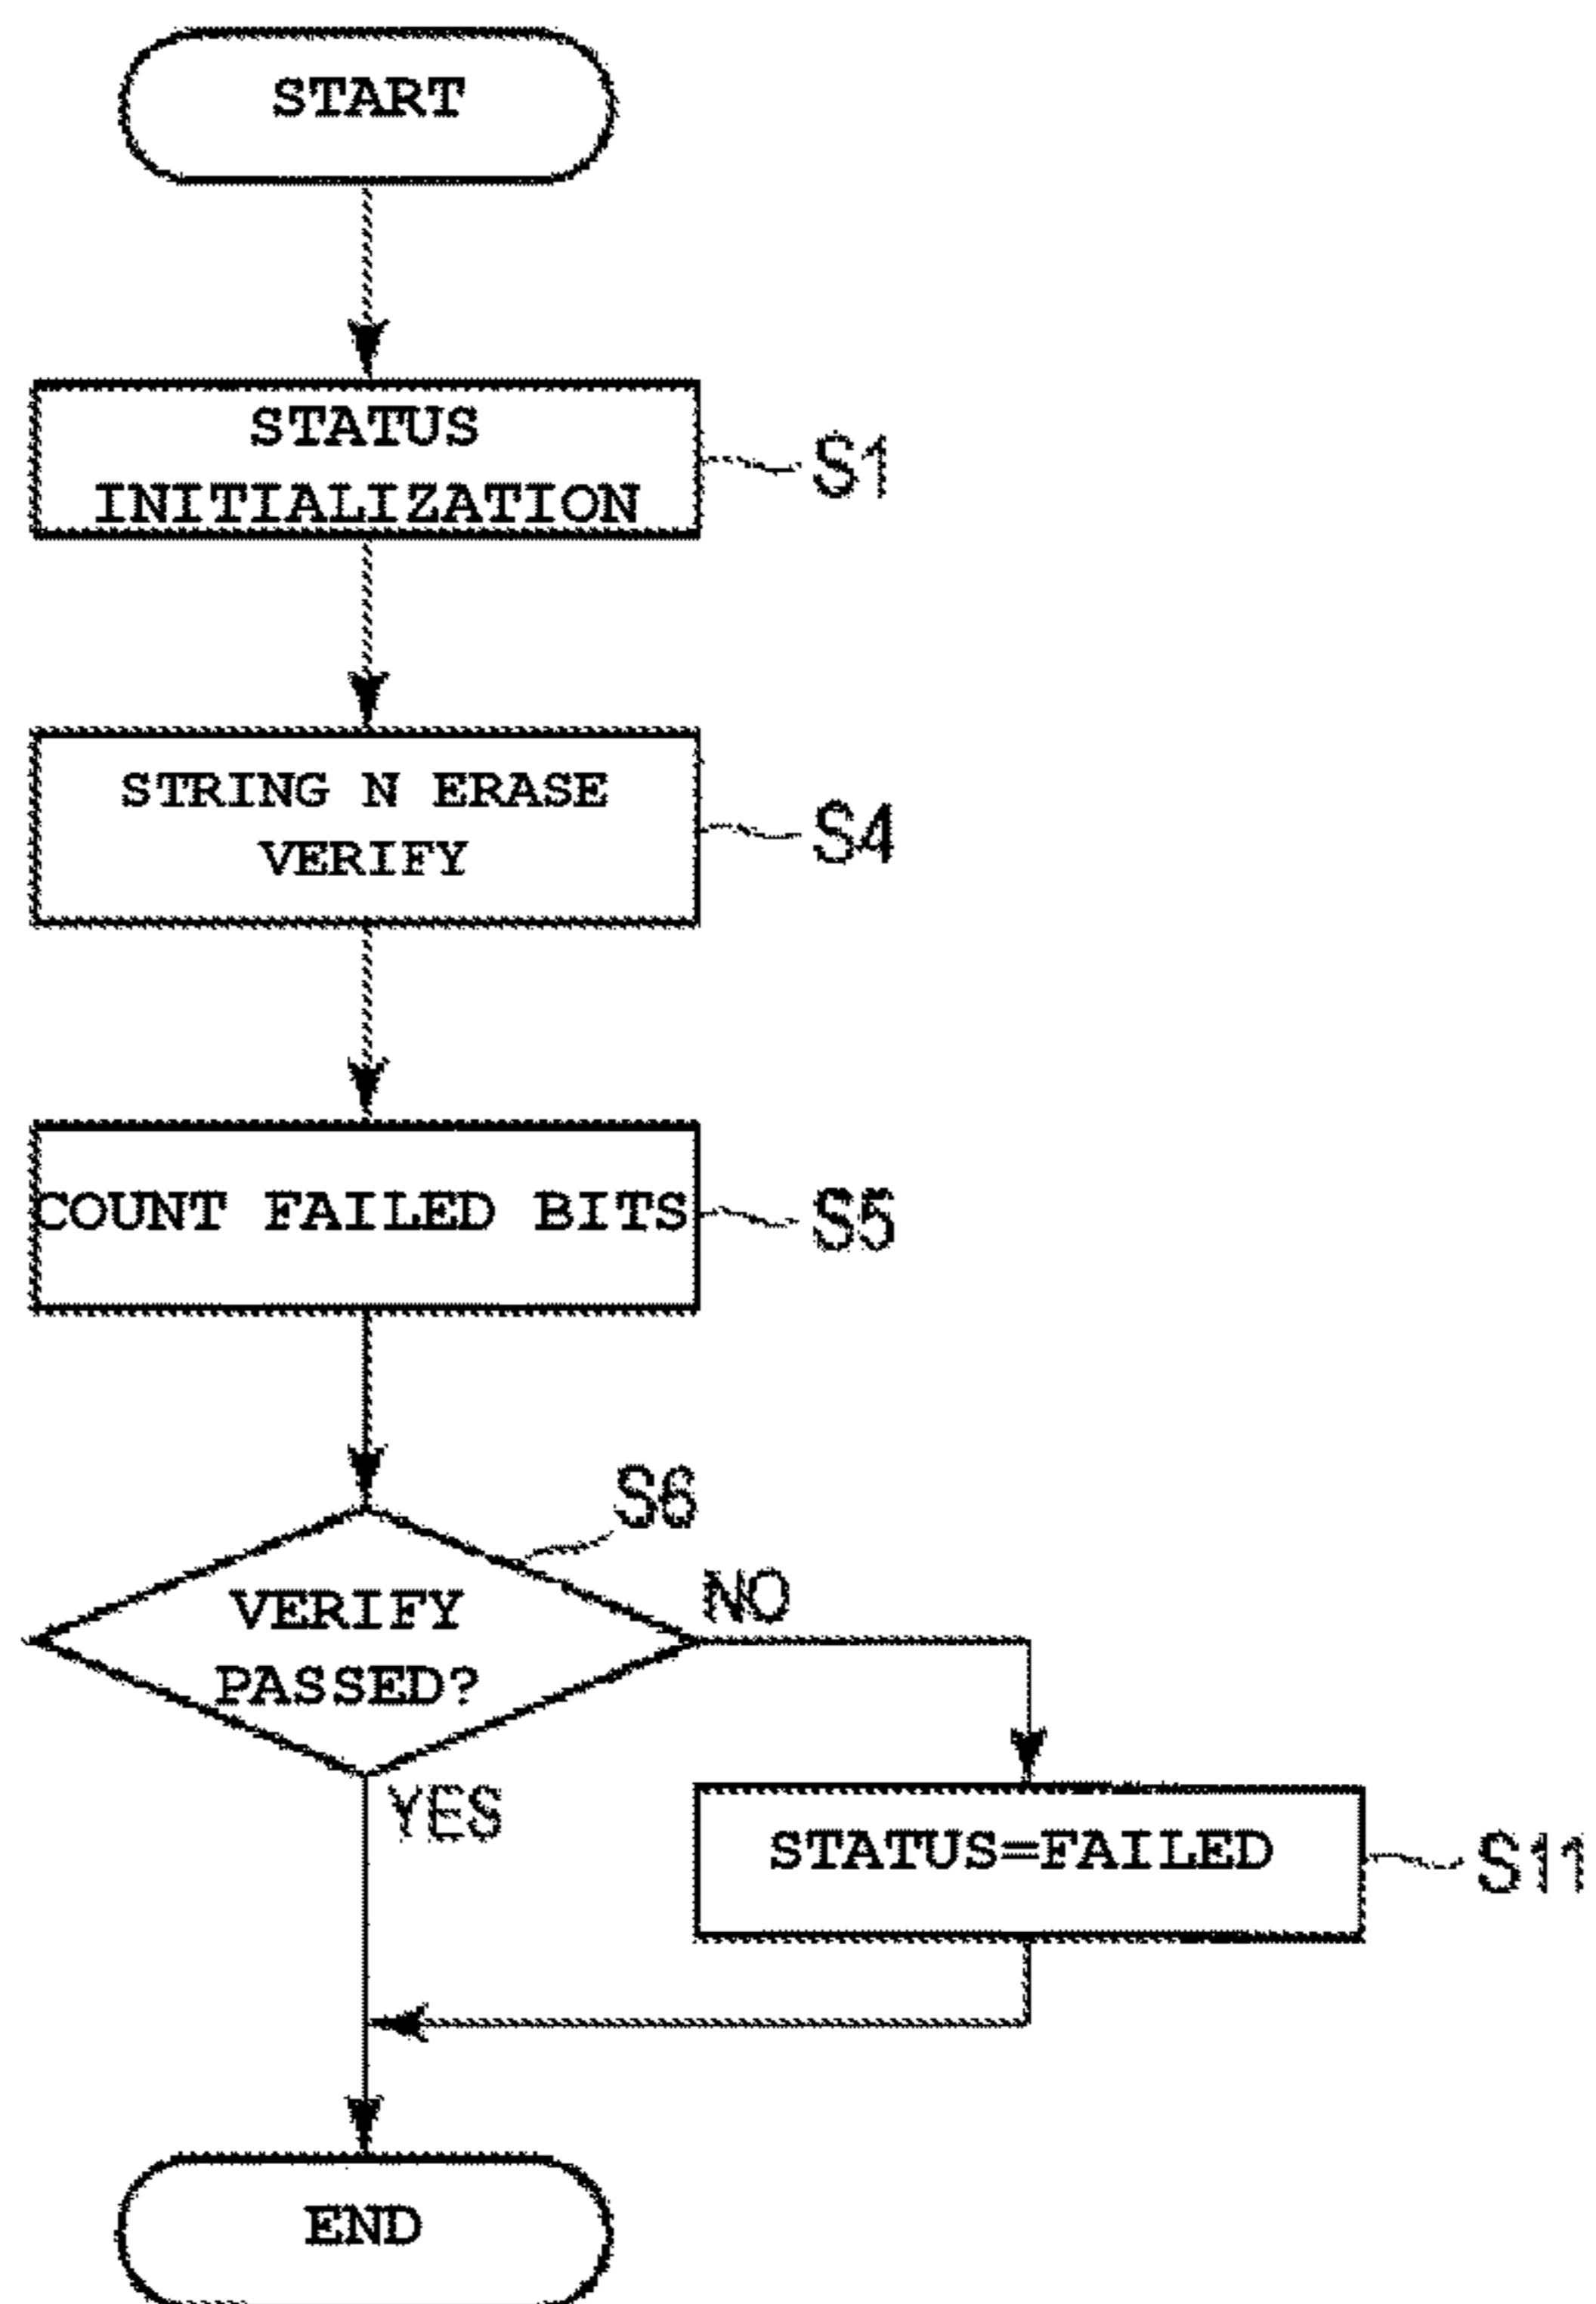 START
STATUS
INITIALIZATION
S1
STRING N ERASE
VERIFY
S4
COUNT FAILED BITS
S5
S6
VERIFY
PASSED?
NO
YES
STATUS=FAILED
S11
END